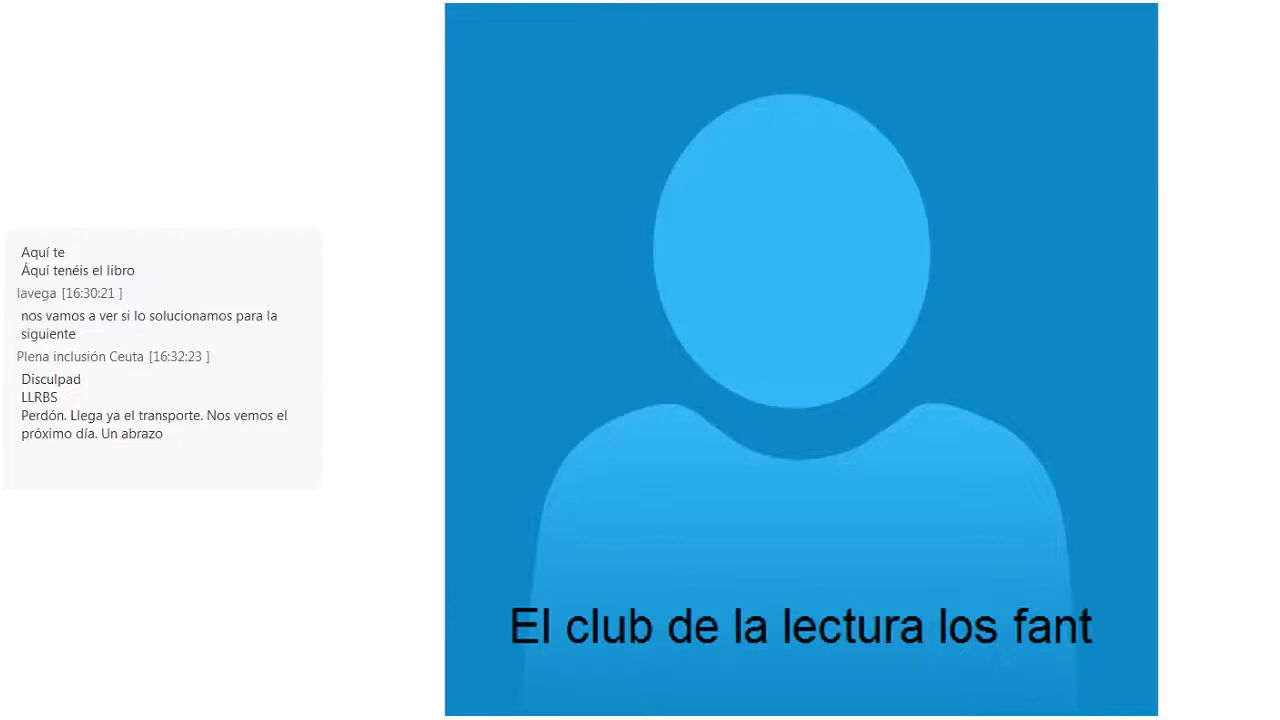 Aquí te
Áquí tenéis el libro
lavega [16:30:21 ]
nos vamos a ver si lo solucionamos para la
siguiente
Plena inclusión Ceuta [16:32:23 ]
Disculpad
LLRBS
Perdón. Llega ya el transporte. Nos vemos el
próximo día. Un abrazo
El club de la lectura los fant